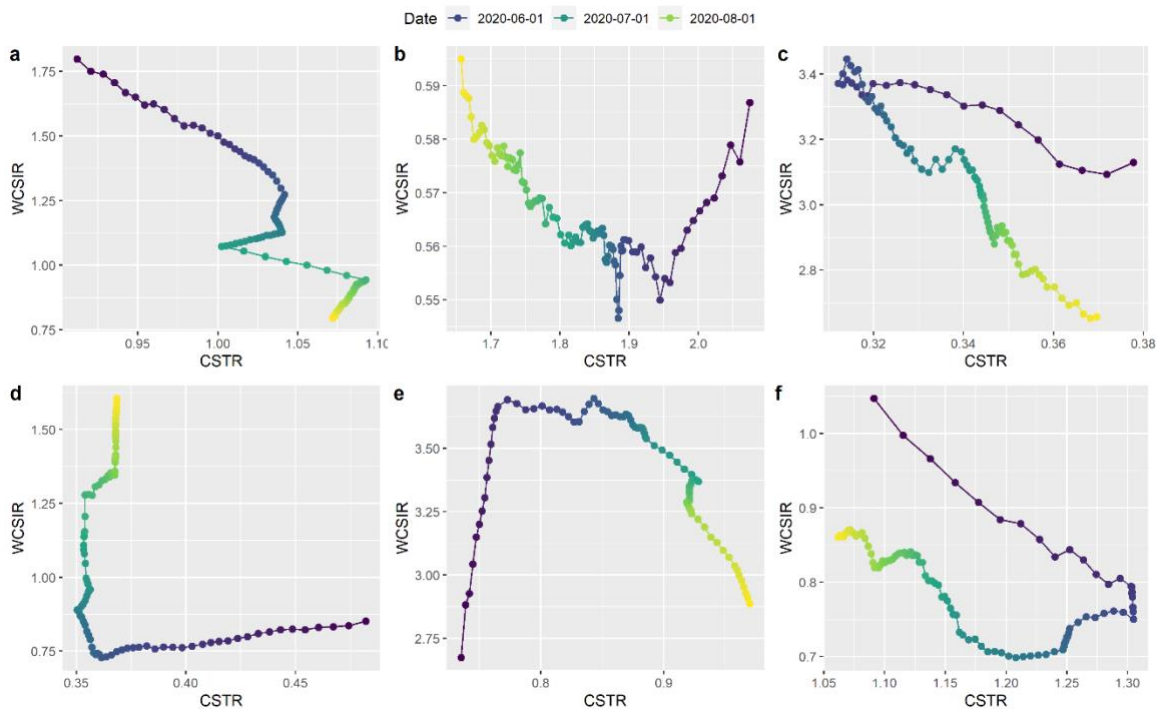 Date 2020-06-01 2020-07-01 2020-08-01
a
1.75
1.50
1.25
1.00
0.75
WCSIR
0.95 1.00 1.05 1.10
CSTR
b
0.59
0.58
0.57
0.56
0.55
WCSIR
1.7 1.8 1.9 2.0
CSTR
c
3.4
3.2
3.0
2.8
WCSIR
0.32 0.34 0.36 0.38
CSTR
d
1.50
1.25
1.00
0.75
WCSIR
0.35 0.40 0.45
CSTR
e
3.50
3.25
3.00
2.75
WCSIR
0.8 0.9
CSTR
f
1.0
0.9
0.8
0.7
WCSIR
1.05 1.10 1.15 1.20 1.25 1.30
CSTR